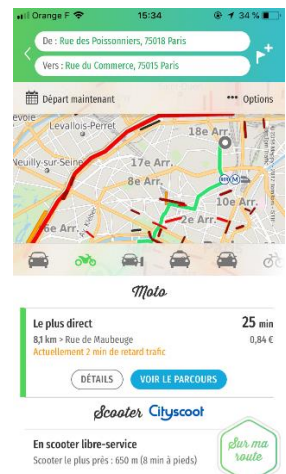 Orange F 15:34 34 %
De : Rue des Poissonniers, 75018 Paris
Vers : Rue du Commerce, 75015 Paris
Départ maintenant ••• Options
Levallois-Perret
18e Arr.
Neuilly-sur-Seine
17e Arr.
8e Arr.
10e Arr.
2e Arr.
6e Arr.
Av. Kléber
Moto
Le plus direct 25 min
8,1 km > Rue de Maubeuge 0,84 €
Actuellement 2 min de retard trafic
DÉTAILS VOIR LE PARCOURS
Scooter Cityscoot
En scooter libre-service
Scooter le plus près : 650 m (8 min à pieds)
Sur ma
route